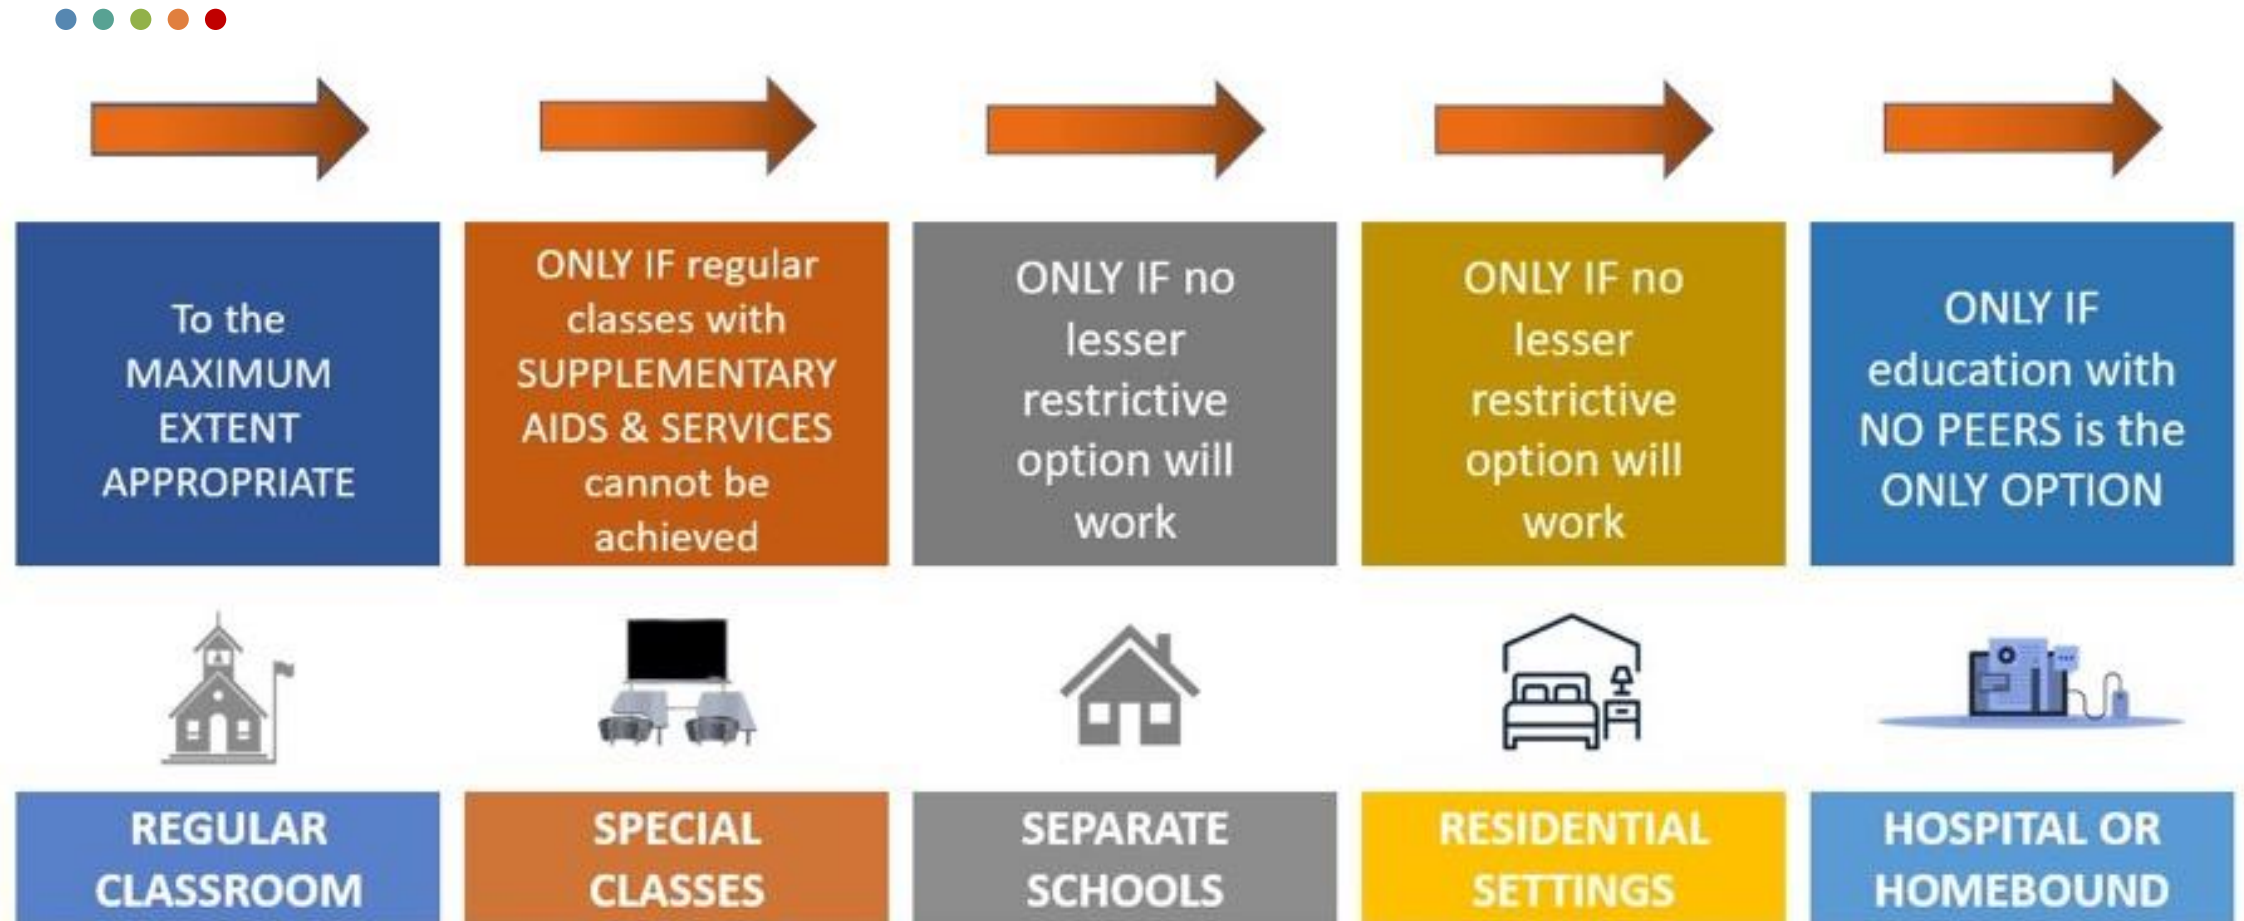 To the
MAXIMUM
EXTENT
APPROPRIATE
ONLY IF regular
classes with
SUPPLEMENTARY
AIDS & SERVICES
cannot be
achieved
ONLY IF no
lesser
restrictive
option will
work
ONLY IF no
lesser
restrictive
option will
work
ONLY IF
education with
NO PEERS is the
ONLY OPTION
REGULAR
CLASSROOM
SPECIAL
CLASSES
SEPARATE
SCHOOLS
RESIDENTIAL
SETTINGS
HOSPITAL OR
HOMEBOUND